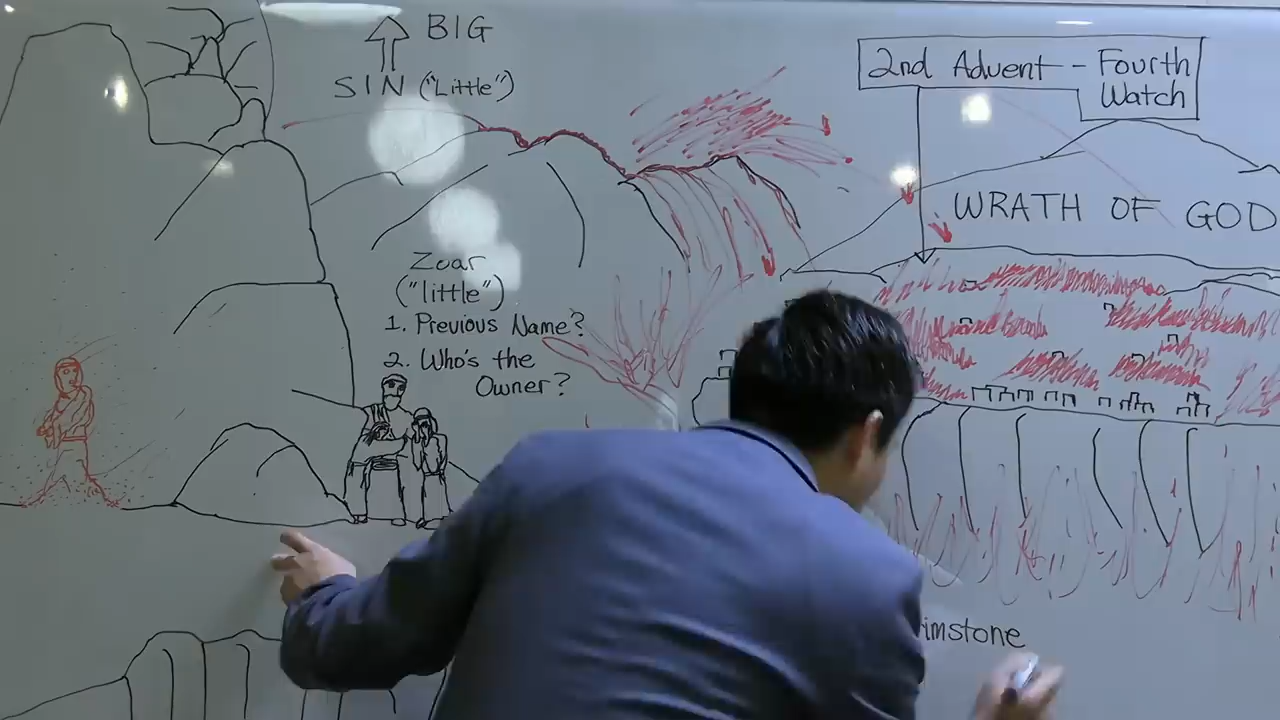 BIG
SIN ("Little")
Zoar
("little")
1. Previous Name?
2. Who's the
Owner?
2nd Advent - Fourth
Watch
WRATH OF GOD